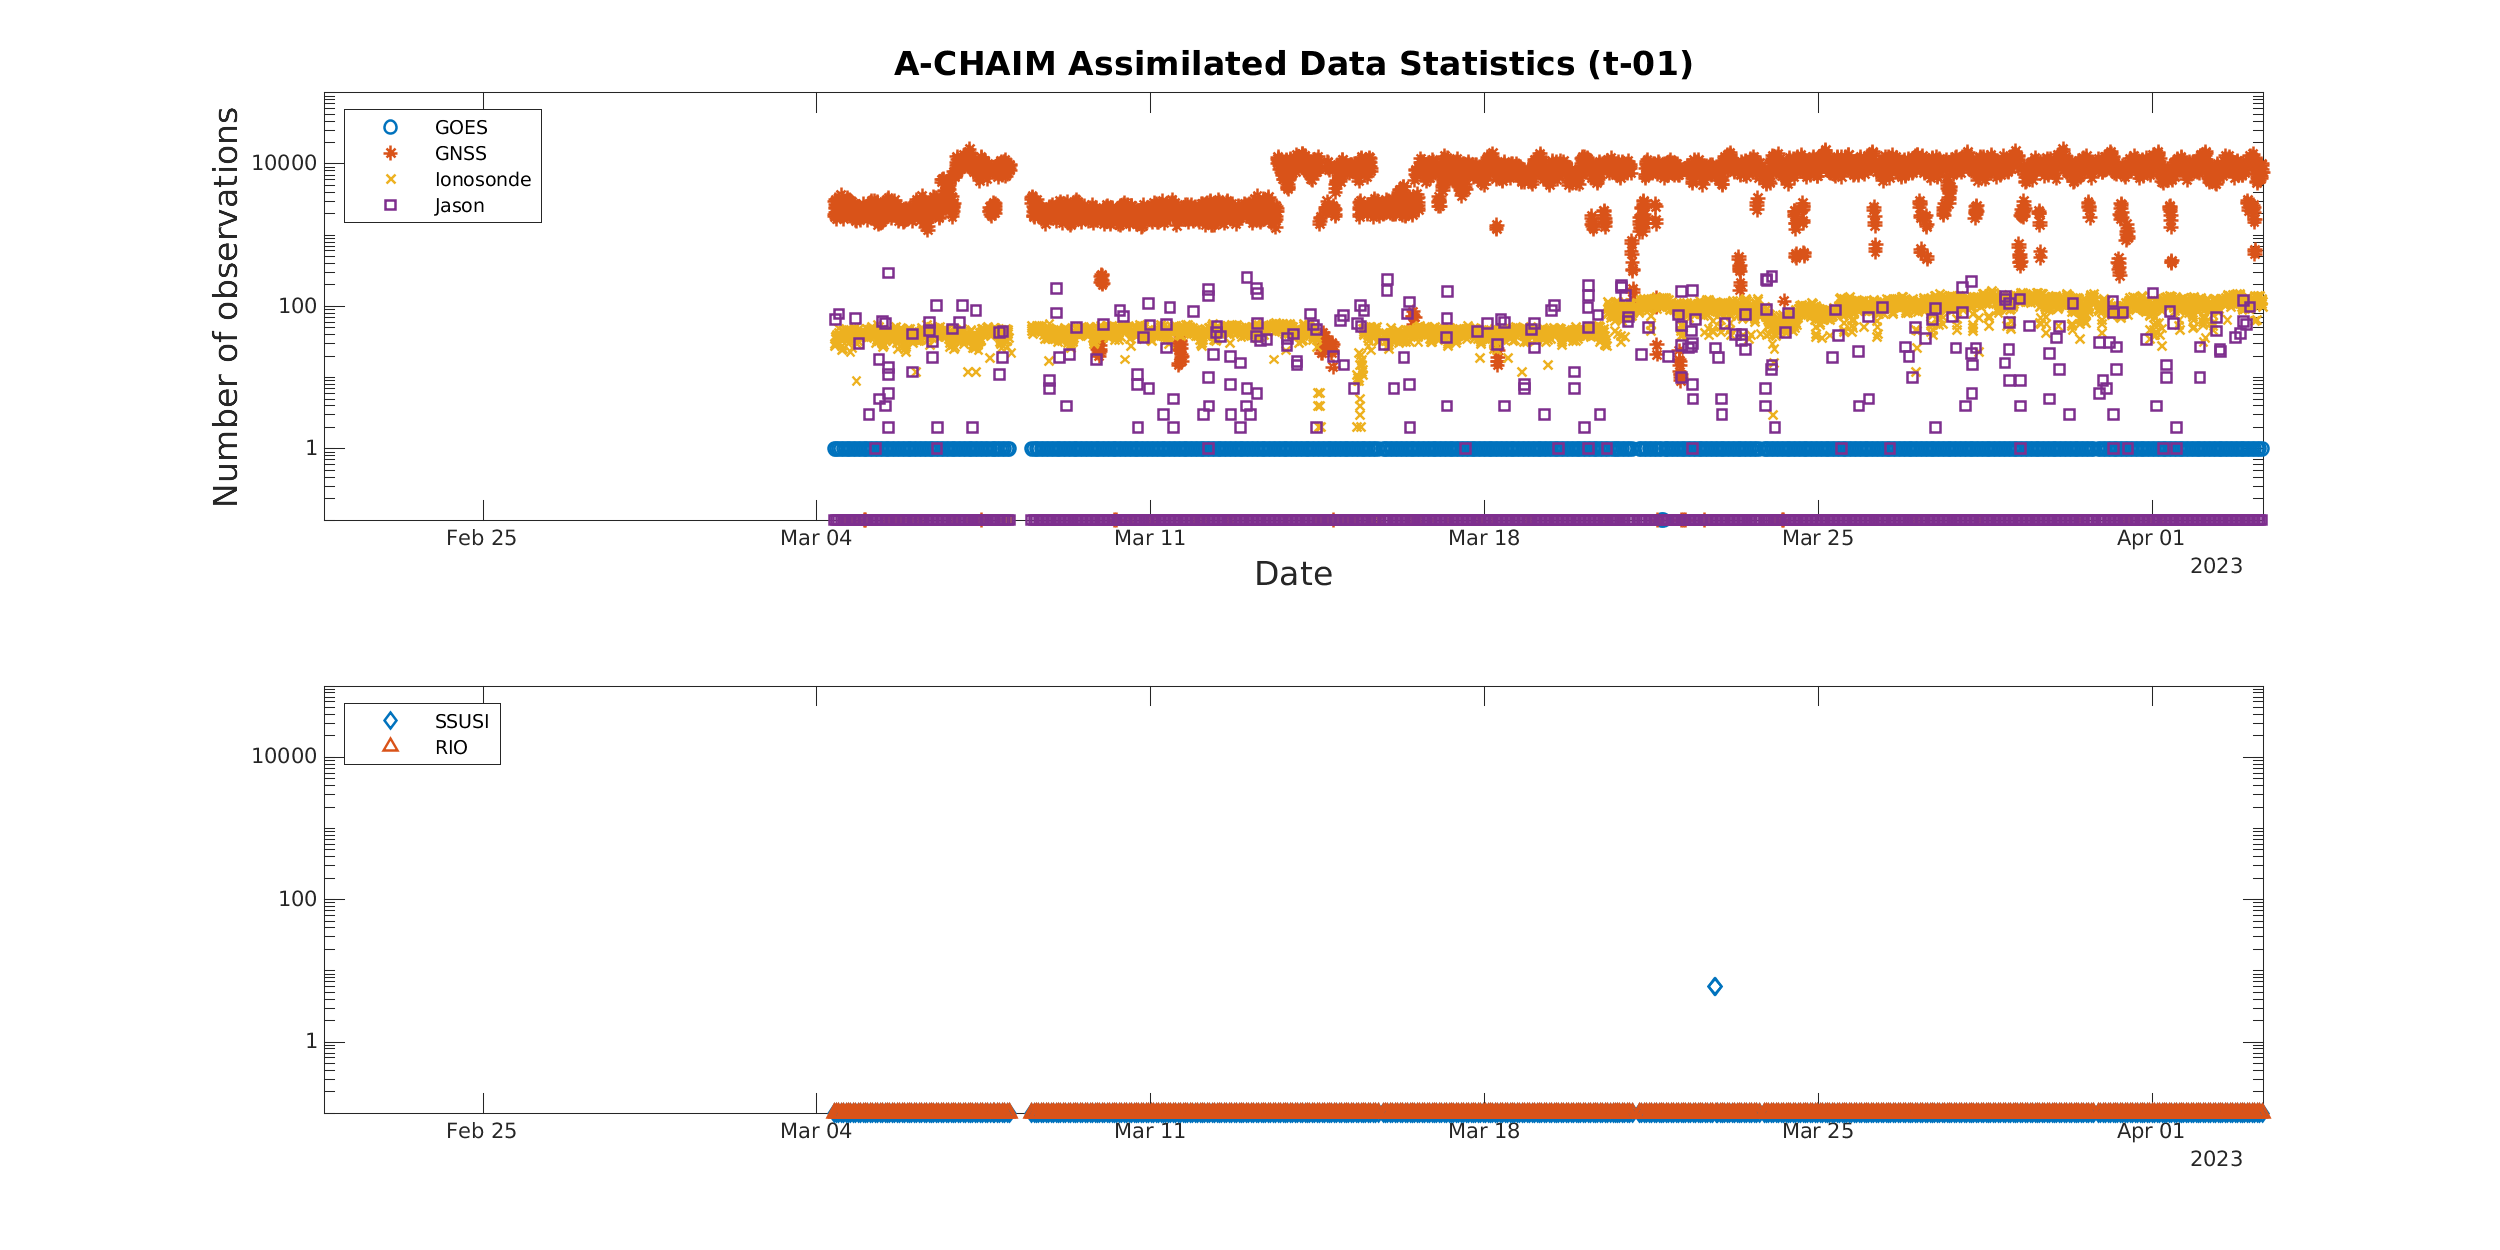 A-CHAIM Assimilated Data Statistics (t-01)
Number of observations
10000
100
1
GOES
GNSS
Ionosonde
Jason
Feb 25 Mar 04 Mar 11 Mar 18 Mar 25 Apr 01
2023
Date
10000
100
1
SSUSI
RIO
Feb 25 Mar 04 Mar 11 Mar 18 Mar 25 Apr 01
2023